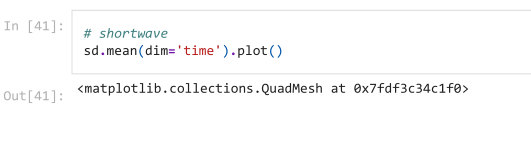 In [41]:
# shortwave
sd.mean(dim='time').plot()
Out[41]:
<matplotlib.collections.QuadMesh at 0x7fdf3c34c1f0>